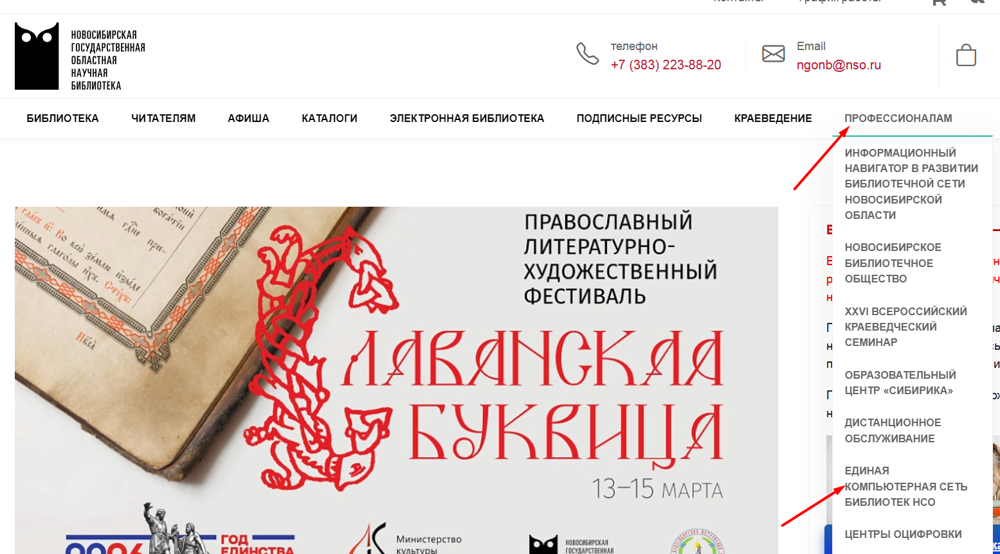 Контакты
График работы
НОВОСИБИРСКАЯ
ГОСУДАРСТВЕННАЯ
ОБЛАСТНАЯ
НАУЧНАЯ
БИБЛИОТЕКА
телефон
+7 (383) 223-88-20
Email
ngonb@nso.ru
БИБЛИОТЕКА ЧИТАТЕЛЯМ АФИША КАТАЛОГИ ЭЛЕКТРОННАЯ БИБЛИОТЕКА ПОДПИСНЫЕ РЕСУРСЫ КРАЕВЕДЕНИЕ ПРОФЕССИОНАЛАМ
ИНФОРМАЦИОННЫЙ
НАВИГАТОР В РАЗВИТИИ
БИБЛИОТЕЧНОЙ СЕТИ
НОВОСИБИРСКОЙ
ОБЛАСТИ
НОВОСИБИРСКОЕ
БИБЛИОТЕЧНОЕ
ОБЩЕСТВО
XXVI ВСЕРОССИЙСКИЙ
КРАЕВЕДЧЕСКИЙ
СЕМИНАР
ОБРАЗОВАТЕЛЬНЫЙ
ЦЕНТР «СИБИРИКА»
ДИСТАНЦИОННОЕ
ОБСЛУЖИВАНИЕ
ЕДИНАЯ
КОМПЬЮТЕРНАЯ СЕТЬ
БИБЛИОТЕК НСО
ЦЕНТРЫ ОЦИФРОВКИ
ПРАВОСЛАВНЫЙ
ЛИТЕРАТУРНО-
ХУДОЖЕСТВЕННЫЙ
ФЕСТИВАЛЬ
СЛАВЯНСКАЯ
БУКВИЦА
13–15 МАРТА
ГОД
ЕДИНСТВА
Министерство
культуры
НОВОСИБИРСКАЯ
ГОСУДАРСТВЕННАЯ